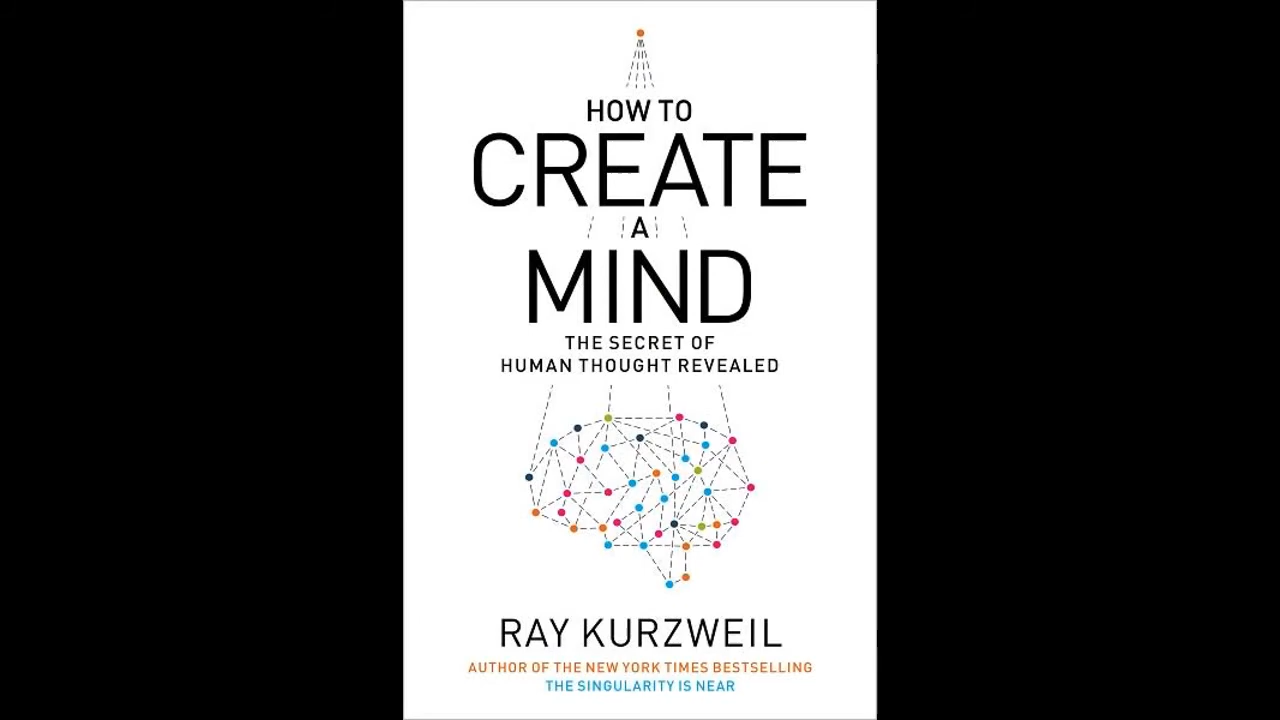 HOW TO
CREATE
A
MIND
THE SECRET OF
HUMAN THOUGHT REVEALED
RAY KURZWEIL
AUTHOR OF THE NEW YORK TIMES BESTSELLING
THE SINGULARITY IS NEAR